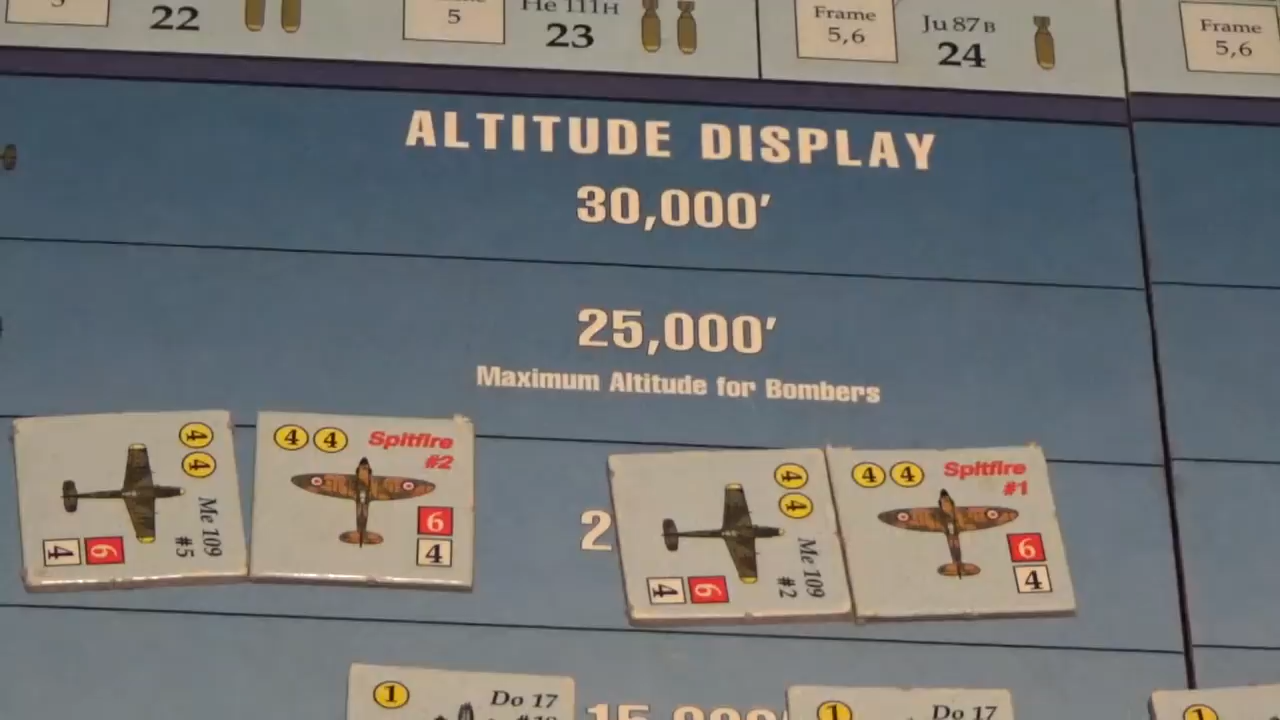 22
5
He 111H
23
Frame
5,6
Ju 87B
24
Frame
5,6
ALTITUDE DISPLAY
30,000'
25,000'
Maximum Altitude for Bombers
4
4
Me 109
#5
6
4
4 4 Spitfire
#2
6
4
2
4
4
Me 109
#2
6
4
4 4 Spitfire
#1
6
4
1 Do 17
15,000'
1 Do 17
1